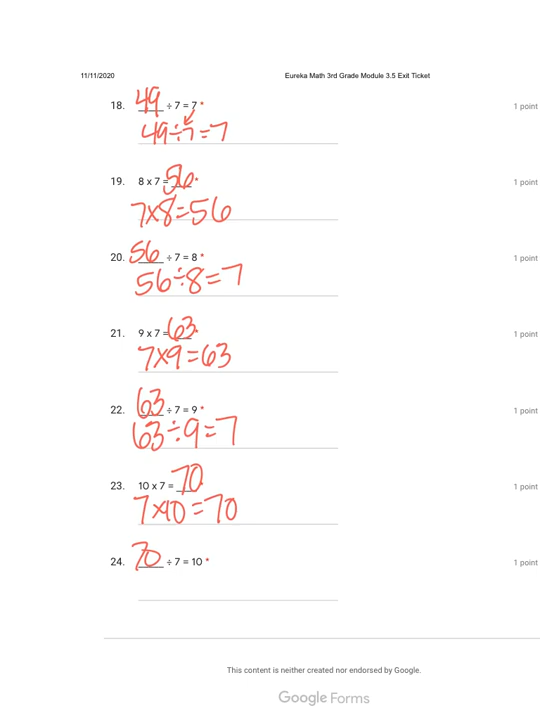 11/11/2020 Eureka Math 3rd Grade Module 3.5 Exit Ticket
18. 49 ÷ 7 = 7 * 1 point
49÷7=7
19. 8 x 7 = 56 * 1 point
7x8=56
20. 56 ÷ 7 = 8 * 1 point
56÷8=7
21. 9 x 7 = 63 * 1 point
7x9=63
22. 63 ÷ 7 = 9 * 1 point
63÷9=7
23. 10 x 7 = 70 1 point
7x10=70
24. 70 ÷ 7 = 10 * 1 point
This content is neither created nor endorsed by Google.
Google Forms